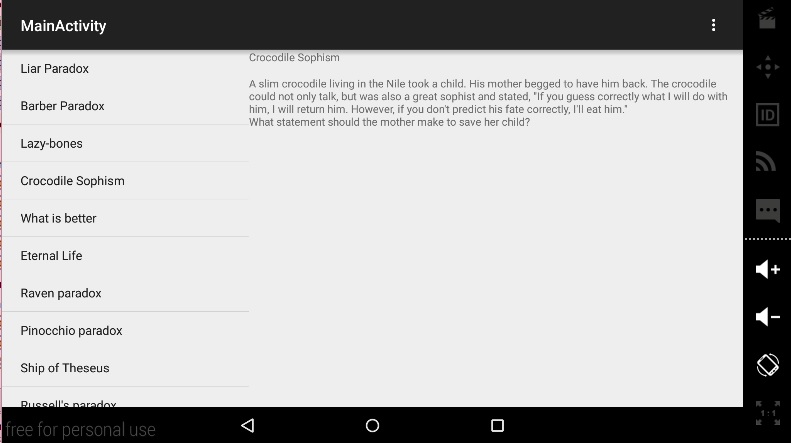 MainActivity
Liar Paradox
Barber Paradox
Lazy-bones
Crocodile Sophism
What is better
Eternal Life
Raven paradox
Pinocchio paradox
Ship of Theseus
Russell's paradox
Crocodile Sophism
A slim crocodile living in the Nile took a child. His mother begged to have him back. The crocodile
could not only talk, but was also a great sophist and stated, "If you guess correctly what I will do with
him, I will return him. However, if you don't predict his fate correctly, I'll eat him."
What statement should the mother make to save her child?
ID
1:1
free for personal use